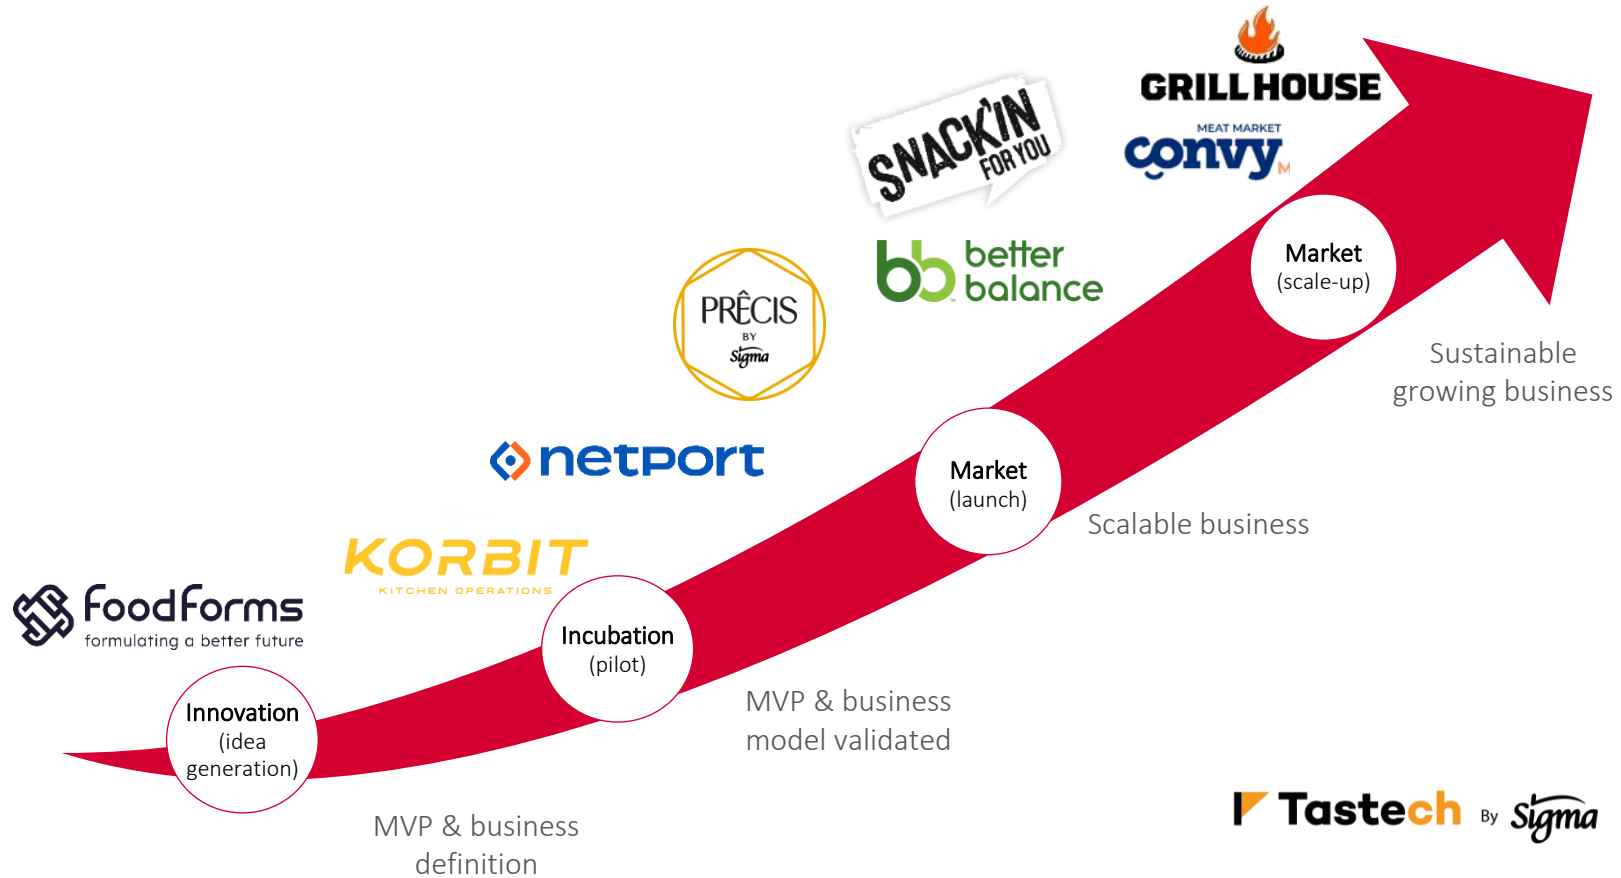 GRILL HOUSE
MEAT MARKET
convy
M
SNACK'IN
FOR YOU
better
balance
PRÊCIS
BY
Sigma
netport
KORBIT
KITCHEN OPERATIONS
foodforms
formulating a better future
Market
(scale-up)
Sustainable
growing business
Market
(launch)
Scalable business
Incubation
(pilot)
MVP & business
model validated
Innovation
(idea
generation)
MVP & business
definition
Tastech By Sigma